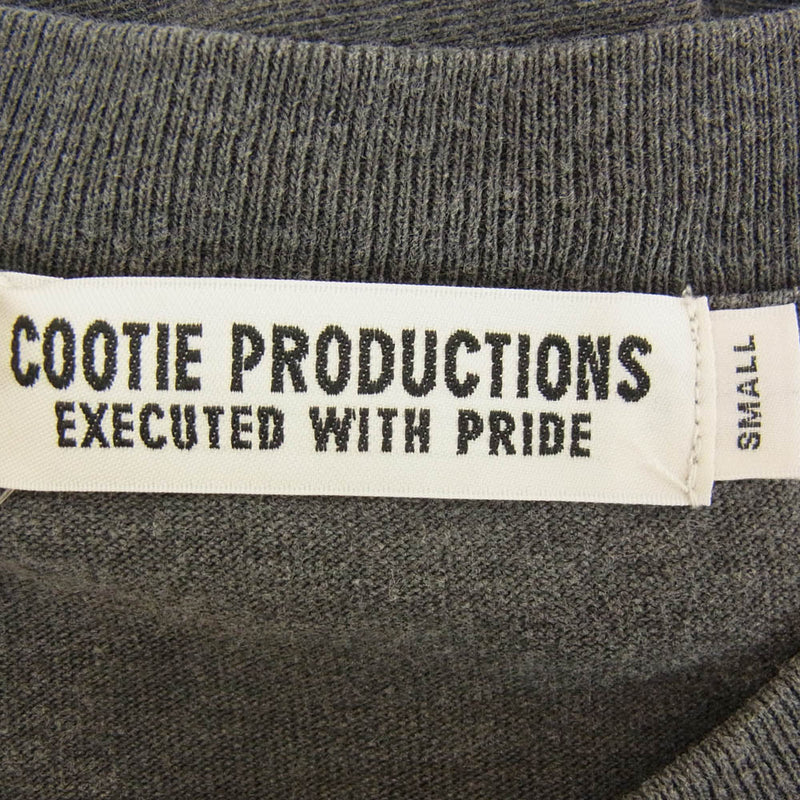 COOTIE PRODUCTIONS
EXECUTED WITH PRIDE
SMALL